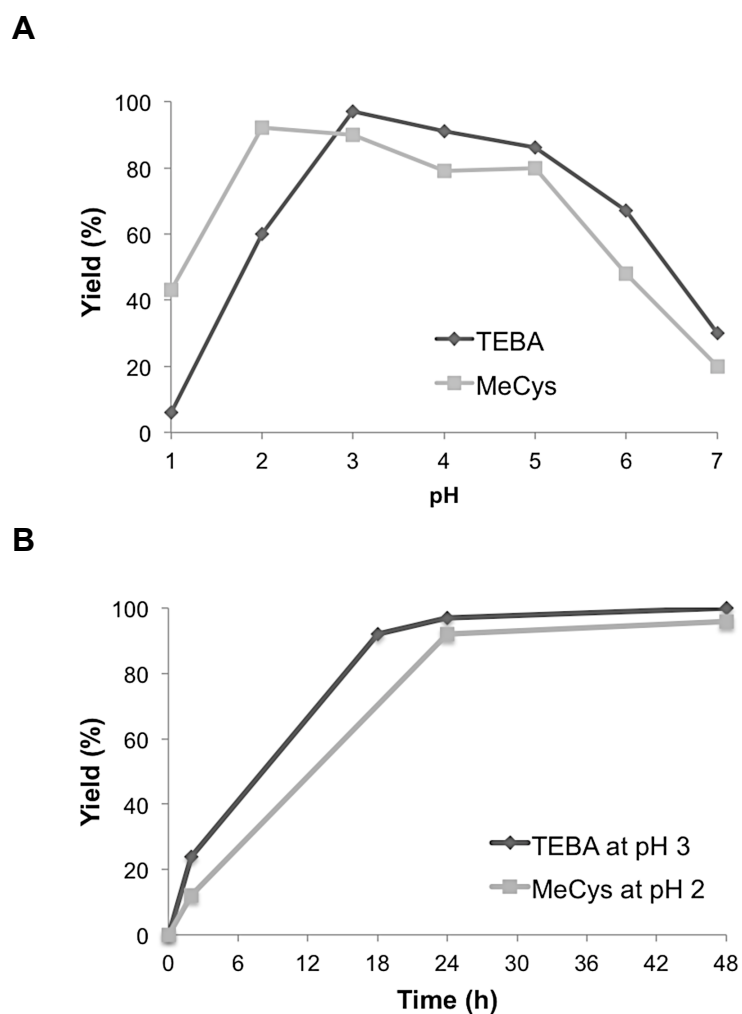 A
100
80
60
40
20
0
Yield (%)
TEBA
MeCys
1 2 3 4 5 6 7
pH
B
100
80
60
40
20
0
Yield (%)
TEBA at pH 3
MeCys at pH 2
0 6 12 18 24 30 36 42 48
Time (h)